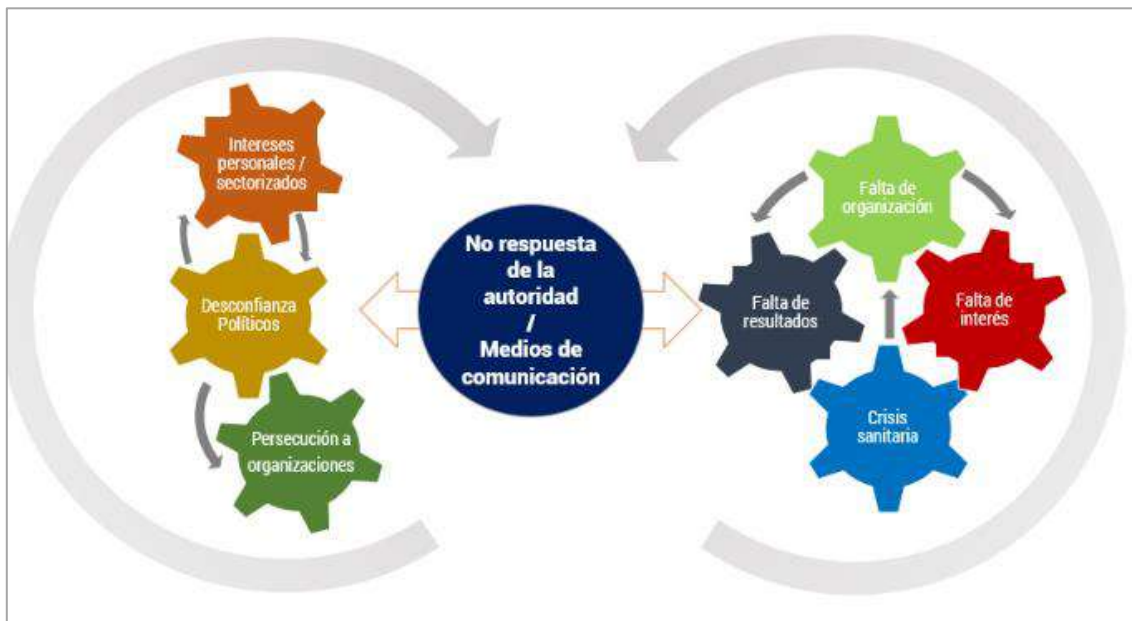 Intereses
personales /
sectorizados
Desconfianza
Políticos
Persecución a
organizaciones
No respuesta
de la
autoridad
/
Medios de
comunicación
Falta de
organización
Falta de
resultados
Falta de
interés
Crisis
sanitaria